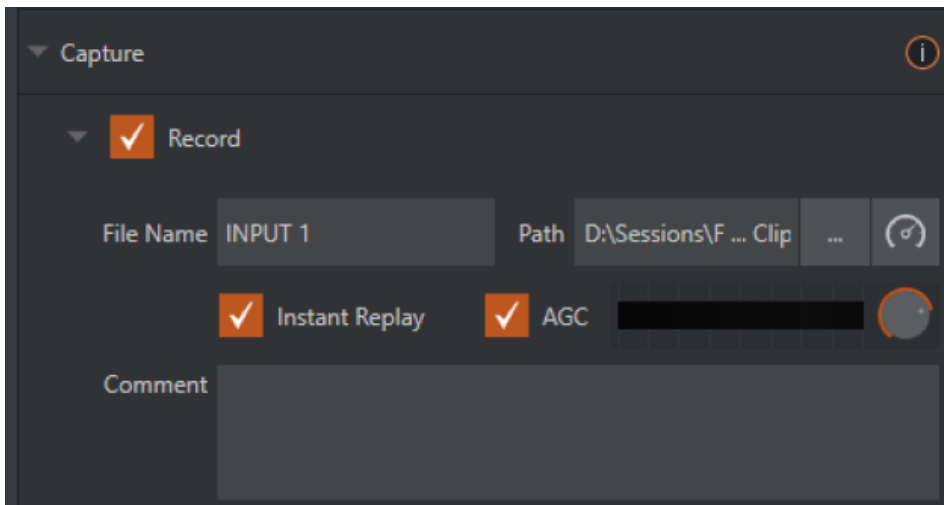 Capture
Record
File Name INPUT 1 Path D:\Sessions\F ... Clip ...
Instant Replay AGC
Comment